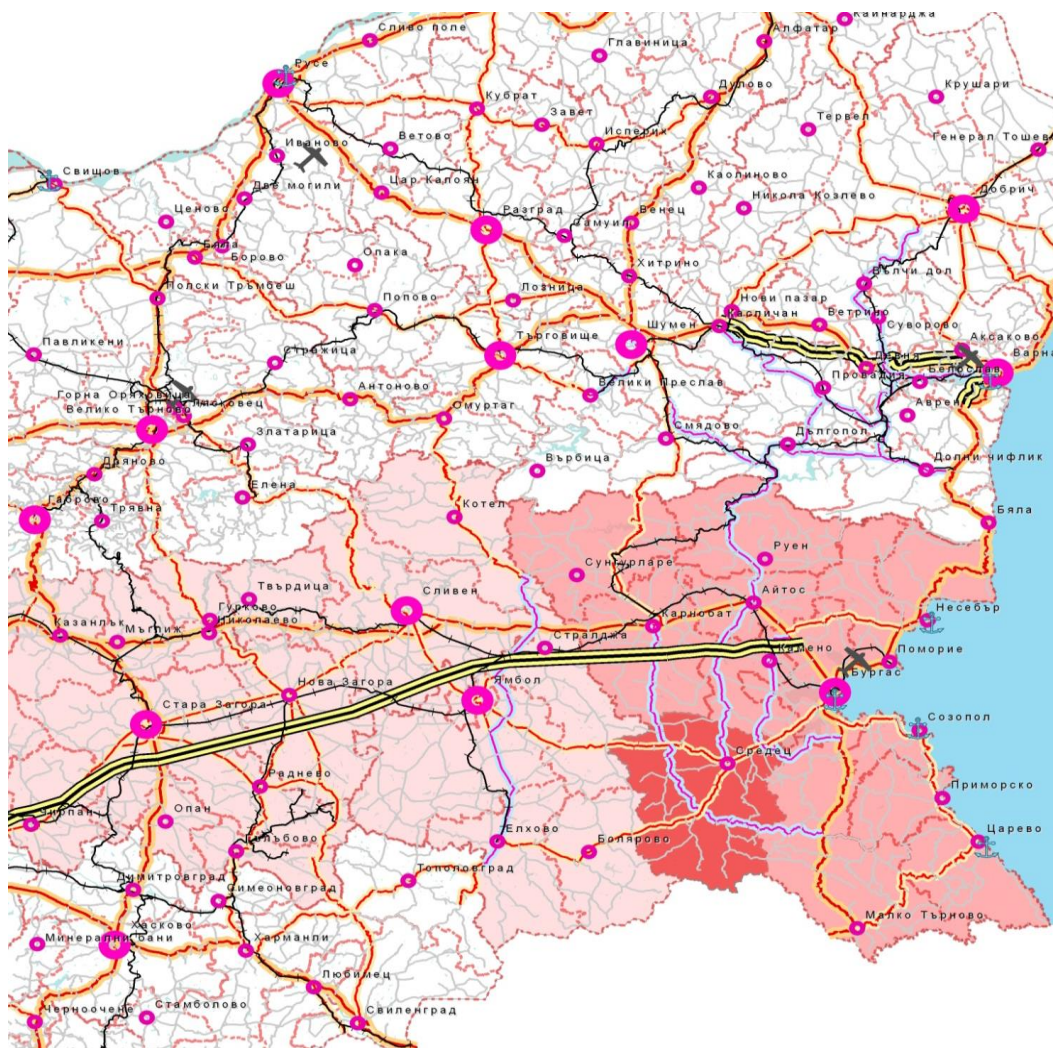 Кайнарджа
Сливо поле
Алфатар
Главиница
Русе
Дулово
Крушари
Кубрат
Завет
Тервел
Ветово
Исперих
Генерал Тошево
Иваново
Свищов
Две могили
Цар Калоян
Каолиново
Никола Козлево
Добрич
Ценово
Разград
Венец
Самуил
Бяла
Борово
Опака
Хитрино
Вълчи дол
Полски Тръмбеш
Лозница
Попово
Нови пазар
Каспичан
Ветрино
Суворово
Търговище
Шумен
Аксаково
Павликени
Стражица
Девня
Варна
Провадия
Белослав
Горна Оряховица
Лясковец
Антоново
Велики Преслав
Велико Търново
Омуртаг
Аврен
Смядово
Златарица
Дългопол
Върбица
Долни чифлик
Дряново
Елена
Габрово
Трявна
Котел
Бяла
Руен
Сунгурларе
Твърдица
Сливен
Айтос
Гурково
Николаево
Несебър
Казанлък
Мъглиж
Карнобат
Стралджа
Камено
Поморие
Бургас
Нова Загора
Ямбол
Стара Загора
Созопол
Средец
Раднево
Приморско
Опан
Чирпан
Елхово
Царево
Гълъбово
Болярово
Тополовград
Димитровград
Симеоновград
Хасково
Малко Търново
Минерални бани
Харманли
Любимец
Стамболово
Черноочене
Свиленград